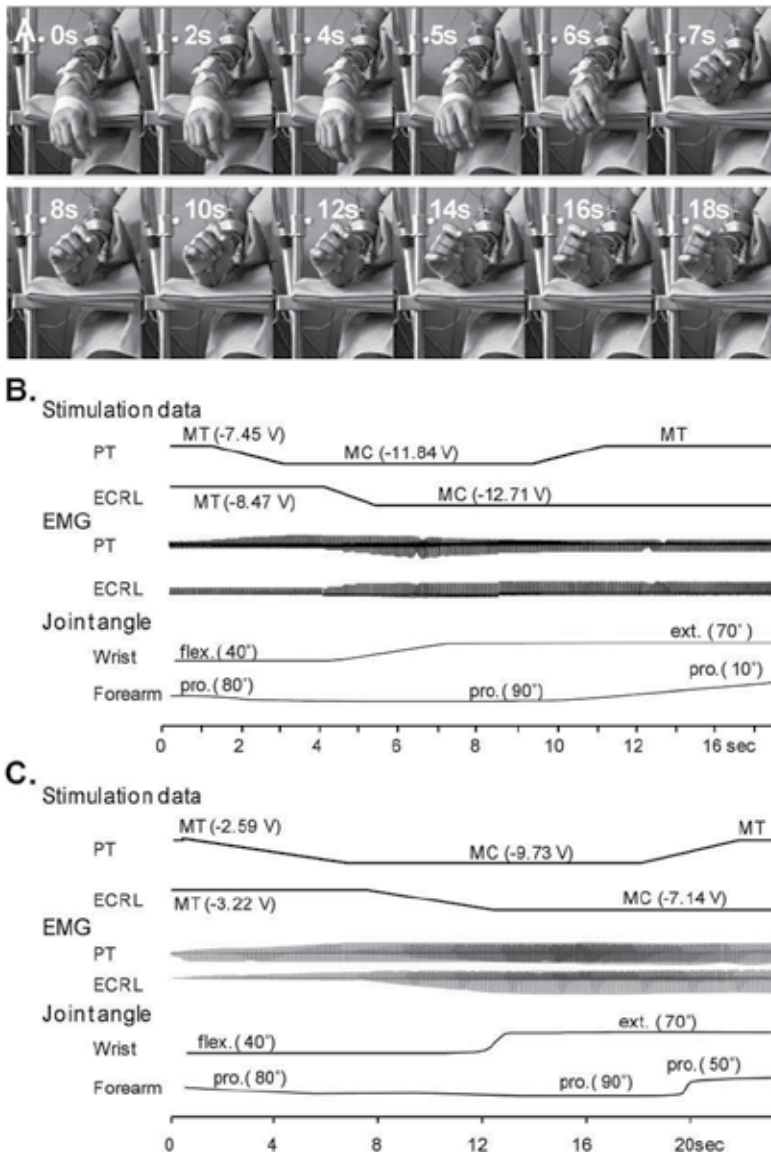 A. 0s 2s 4s 5s 6s 7s
8s 10s 12s 14s 16s 18s
B.
Stimulation data
MT (-7.45 V) MT
PT MC (-11.84 V)
ECRL MT (-8.47 V) MC (-12.71 V)
EMG
PT
ECRL
Joint angle
Wrist flex. (40°) ext. (70°)
Forearm pro. (80°) pro. (90°) pro. (10°)
0 2 4 6 8 10 12 16 sec
C.
Stimulation data
MT (-2.59 V) MT
PT MC (-9.73 V)
ECRL MT (-3.22 V) MC (-7.14 V)
EMG
PT
ECRL
Joint angle
Wrist flex. (40°) ext. (70°)
Forearm pro. (80°) pro. (90°) pro. (50°)
0 4 8 12 16 20sec